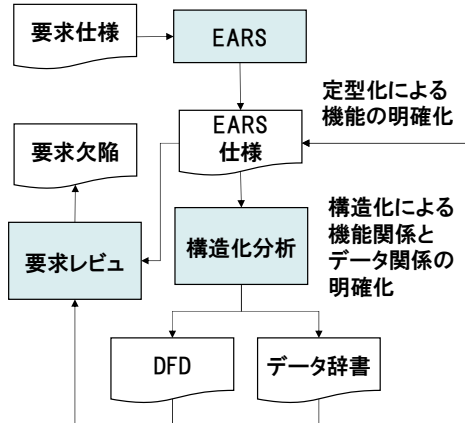 要求仕様
EARS
定型化による
機能の明確化
EARS
仕様
要求欠陥
構造化による
機能関係と
データ関係の
明確化
構造化分析
要求レビュ
DFD
データ辞書